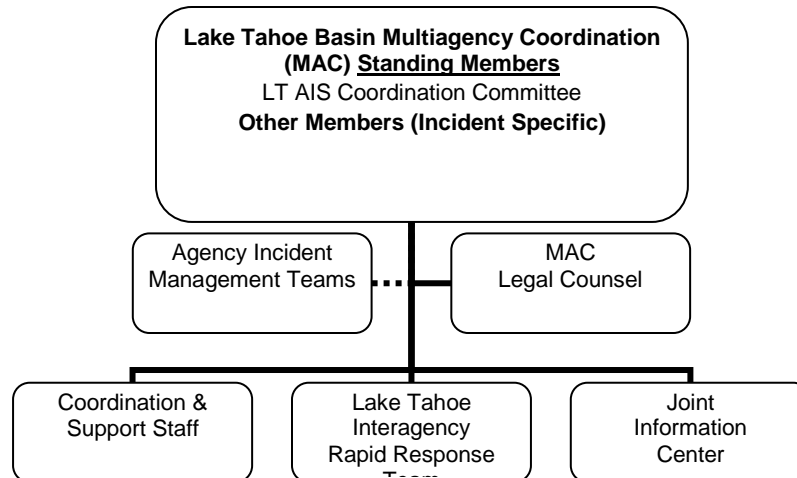 Lake Tahoe Basin Multiagency Coordination
(MAC) Standing Members
LT AIS Coordination Committee
Other Members (Incident Specific)
Agency Incident
Management Teams
MAC
Legal Counsel
Coordination &
Support Staff
Lake Tahoe
Interagency
Rapid Response
Team
Joint
Information
Center